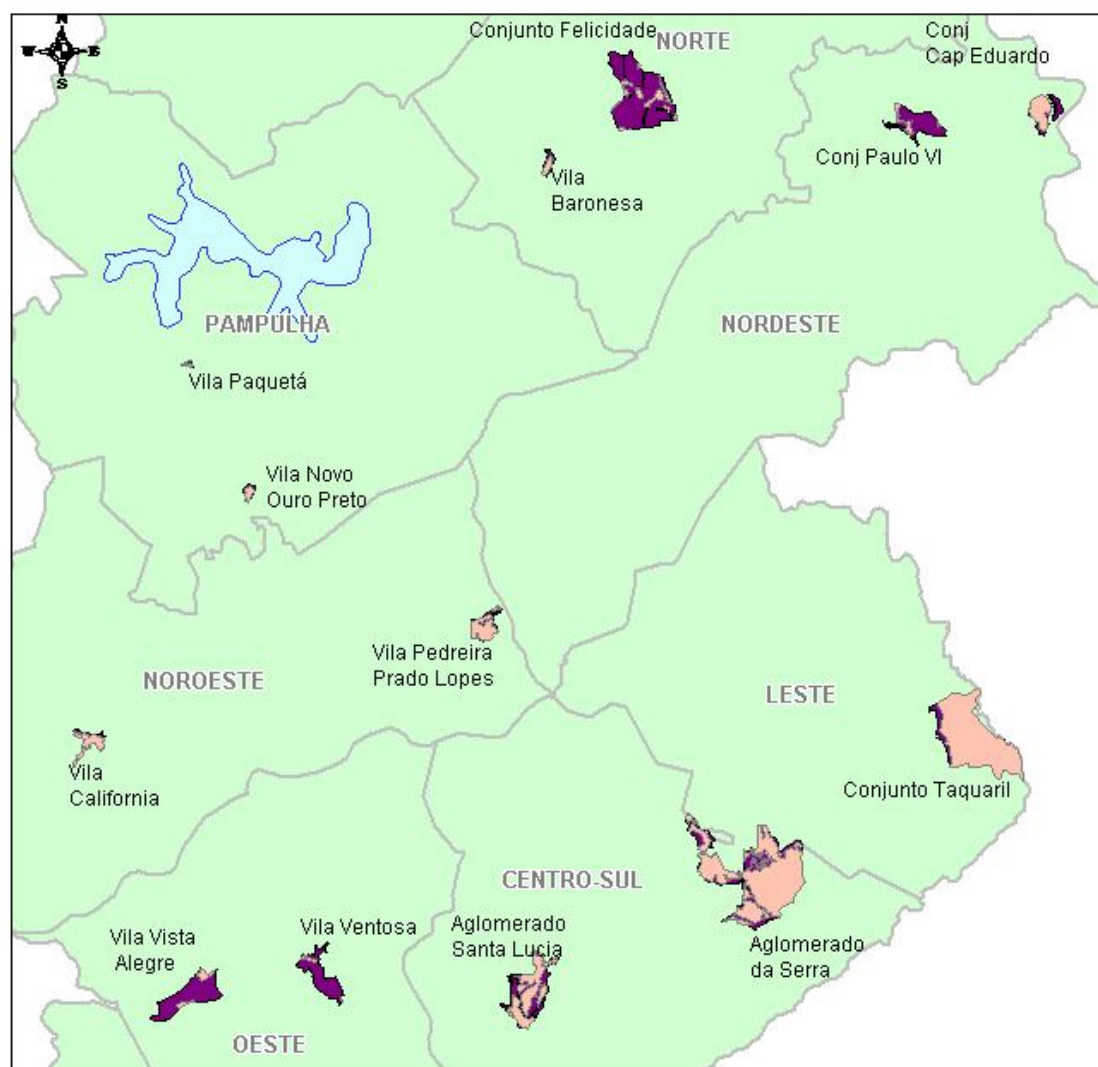 N
W E
S
Conjunto Felicidade
NORTE
Conj
Cap Eduardo
Vila
Baronesa
Conj Paulo VI
PAMPULHA
NORDESTE
Vila Paquetá
Vila Novo
Ouro Preto
Vila Pedreira
Prado Lopes
NOROESTE
LESTE
Vila
California
Conjunto Taquaril
CENTRO-SUL
Vila Vista
Alegre
Vila Ventosa
Aglomerado
Santa Lucia
Aglomerado
da Serra
OESTE